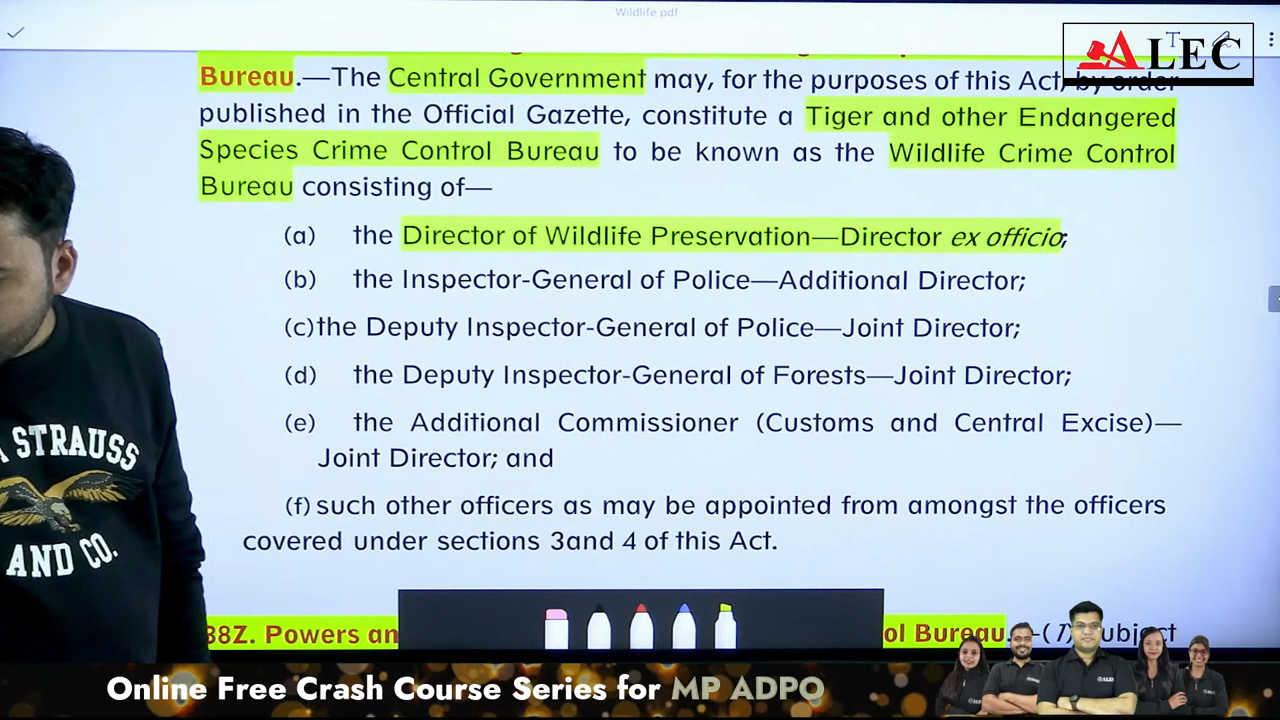 Wildlife.pdf
ALEC
Bureau.—The Central Government may, for the purposes of this Act, by order
published in the Official Gazette, constitute a Tiger and other Endangered
Species Crime Control Bureau to be known as the Wildlife Crime Control
Bureau consisting of—
(a) the Director of Wildlife Preservation—Director ex officio;
(b) the Inspector-General of Police—Additional Director;
(c)the Deputy Inspector-General of Police—Joint Director;
(d) the Deputy Inspector-General of Forests—Joint Director;
(e) the Additional Commissioner (Customs and Central Excise)—
Joint Director; and
(f) such other officers as may be appointed from amongst the officers
covered under sections 3and 4 of this Act.
38Z. Powers an ol Bureau.—(1) Subject
STRAUSS
AND CO.
Online Free Crash Course Series for MP ADPO